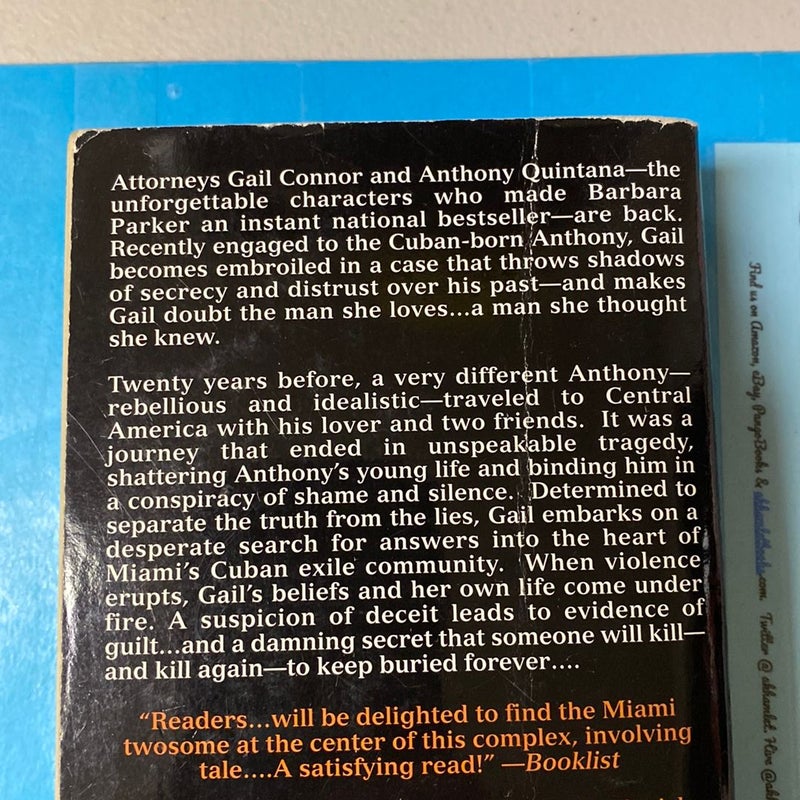 Attorneys Gail Connor and Anthony Quintana—the
unforgettable characters who made Barbara
Parker an instant national bestseller—are back.
Recently engaged to the Cuban-born Anthony, Gail
becomes embroiled in a case that throws shadows
of secrecy and distrust over his past—and makes
Gail doubt the man she loves...a man she thought
she knew.
Twenty years before, a very different Anthony—
rebellious and idealistic—traveled to Central
America with his lover and two friends. It was a
journey that ended in unspeakable tragedy,
shattering Anthony's young life and binding him in
a conspiracy of shame and silence. Determined to
separate the truth from the lies, Gail embarks on a
desperate search for answers into the heart of
Miami's Cuban exile community. When violence
erupts, Gail's beliefs and her own life come under
fire. A suspicion of deceit leads to evidence of
guilt...and a damning secret that someone will kill—
and kill again—to keep buried forever....
"Readers...will be delighted to find the Miami
twosome at the center of this complex, involving
tale....A satisfying read!" —Booklist
Find us on Amazon, eBay, PangoBooks & akhamletbooks.com. Twitter @ akhamlet. Hive @